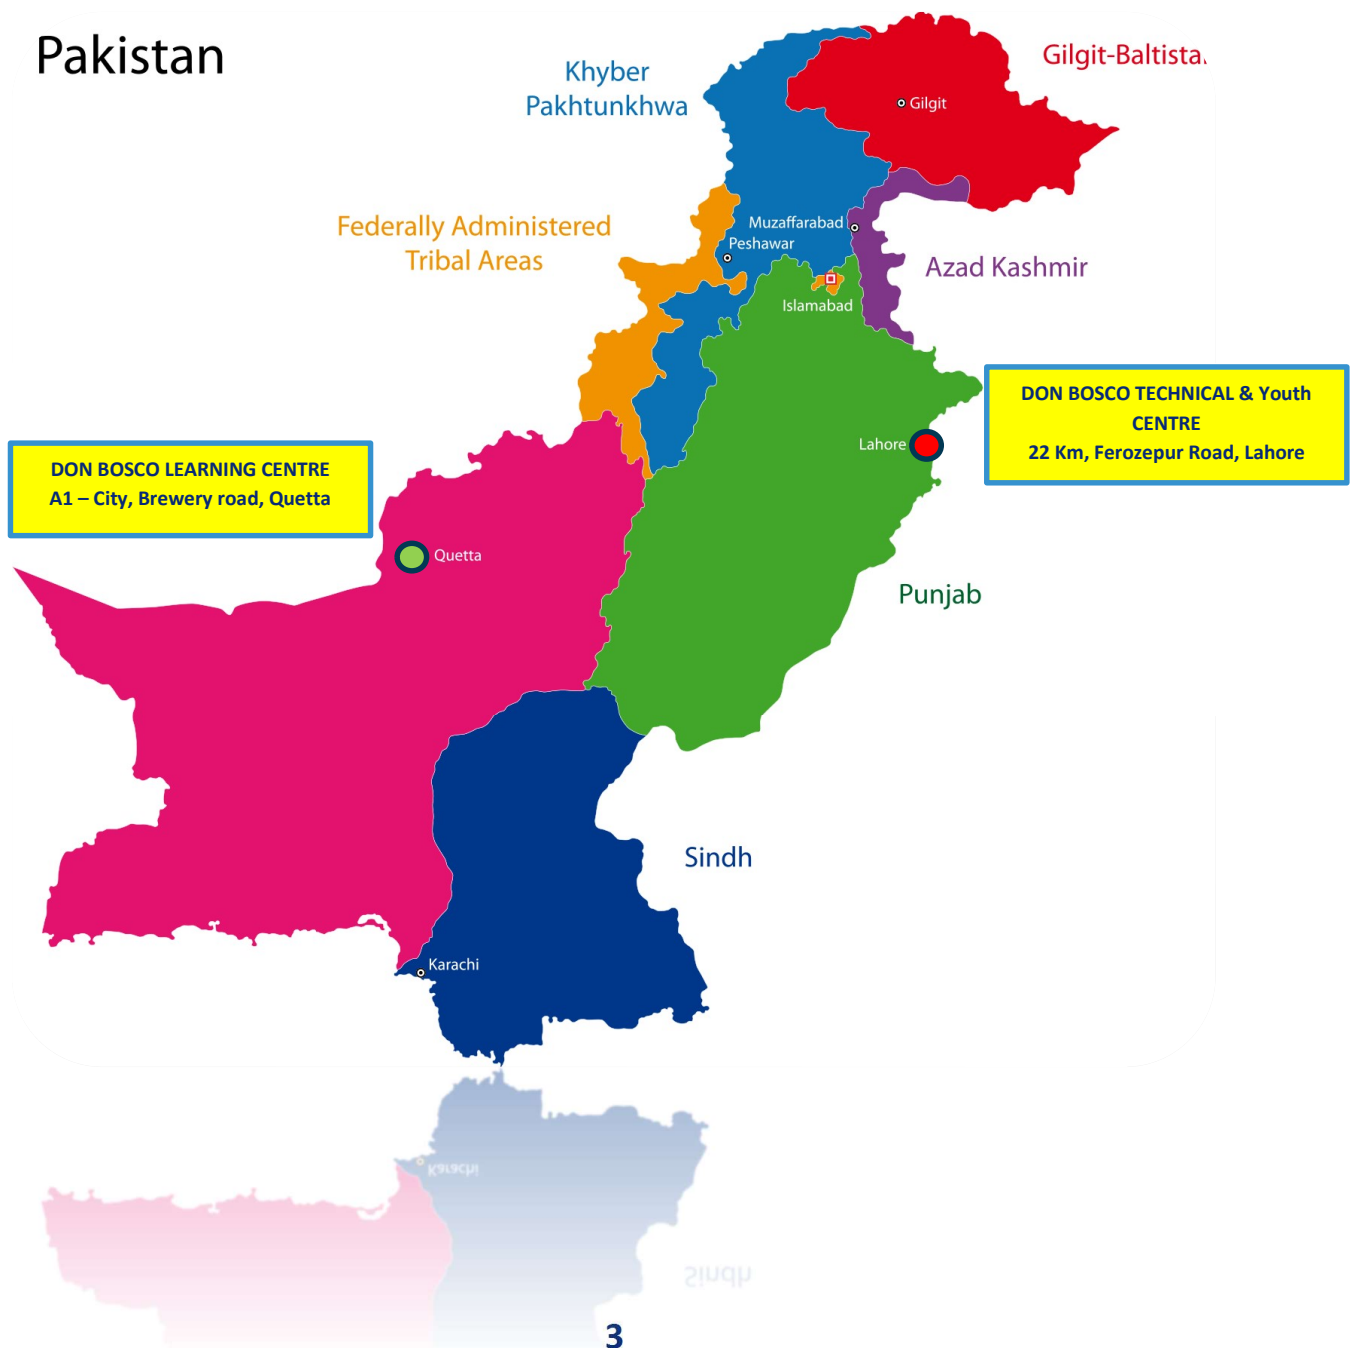 Pakistan
Gilgit-Baltista
Khyber
Pakhtunkhwa
Gilgit
Federally Administered
Tribal Areas
Muzaffarabad
Peshawar
Azad Kashmir
Islamabad
DON BOSCO TECHNICAL & Youth
CENTRE
22 Km, Ferozepur Road, Lahore
Lahore
DON BOSCO LEARNING CENTRE
A1 – City, Brewery road, Quetta
Quetta
Punjab
Sindh
Karachi
Karachi
Sindh
3